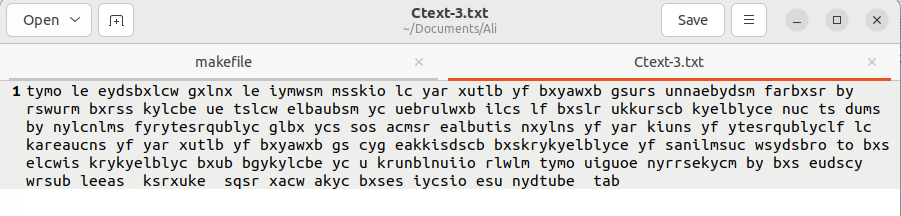 Open
Ctext-3.txt
~/Documents/Ali
Save
makefile
Ctext-3.txt
1 tymo le eydsbxlcw gxlnx le iymwsm msskio lc yar xutlb yf bxyawxb gsurs unnaebydsm farbxsr by
rswurm bxrss kylcbe ue tslcw elbaubsm yc uebrulwxb ilcs lf bxslr ukkurscb kyelblyce nuc ts dums
by nylcnlms fyrytesrqublyc glbx ycs sos acmsr ealbutis nxylns yf yar kiuns yf ytesrqublyclf lc
kareaucns yf yar xutlb yf bxyawxb gs cyg eakkisdscb bxskrykyelblyce yf sanilmsuc wsydsbro to bxs
elcwis krykyelblyc bxub bgykylcbe yc u krunblnuiio rlwlm tymo uiguoe nyrrsekycm by bxs eudscy
wrsub leeas  ksrxuke  sqsr xacw akyc bxses iycsio esu nydtube  tab